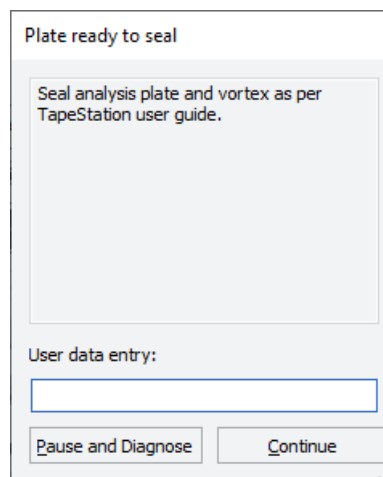 Plate ready to seal
Seal analysis plate and vortex as per
TapeStation user guide.
User data entry:
Pause and Diagnose
Continue